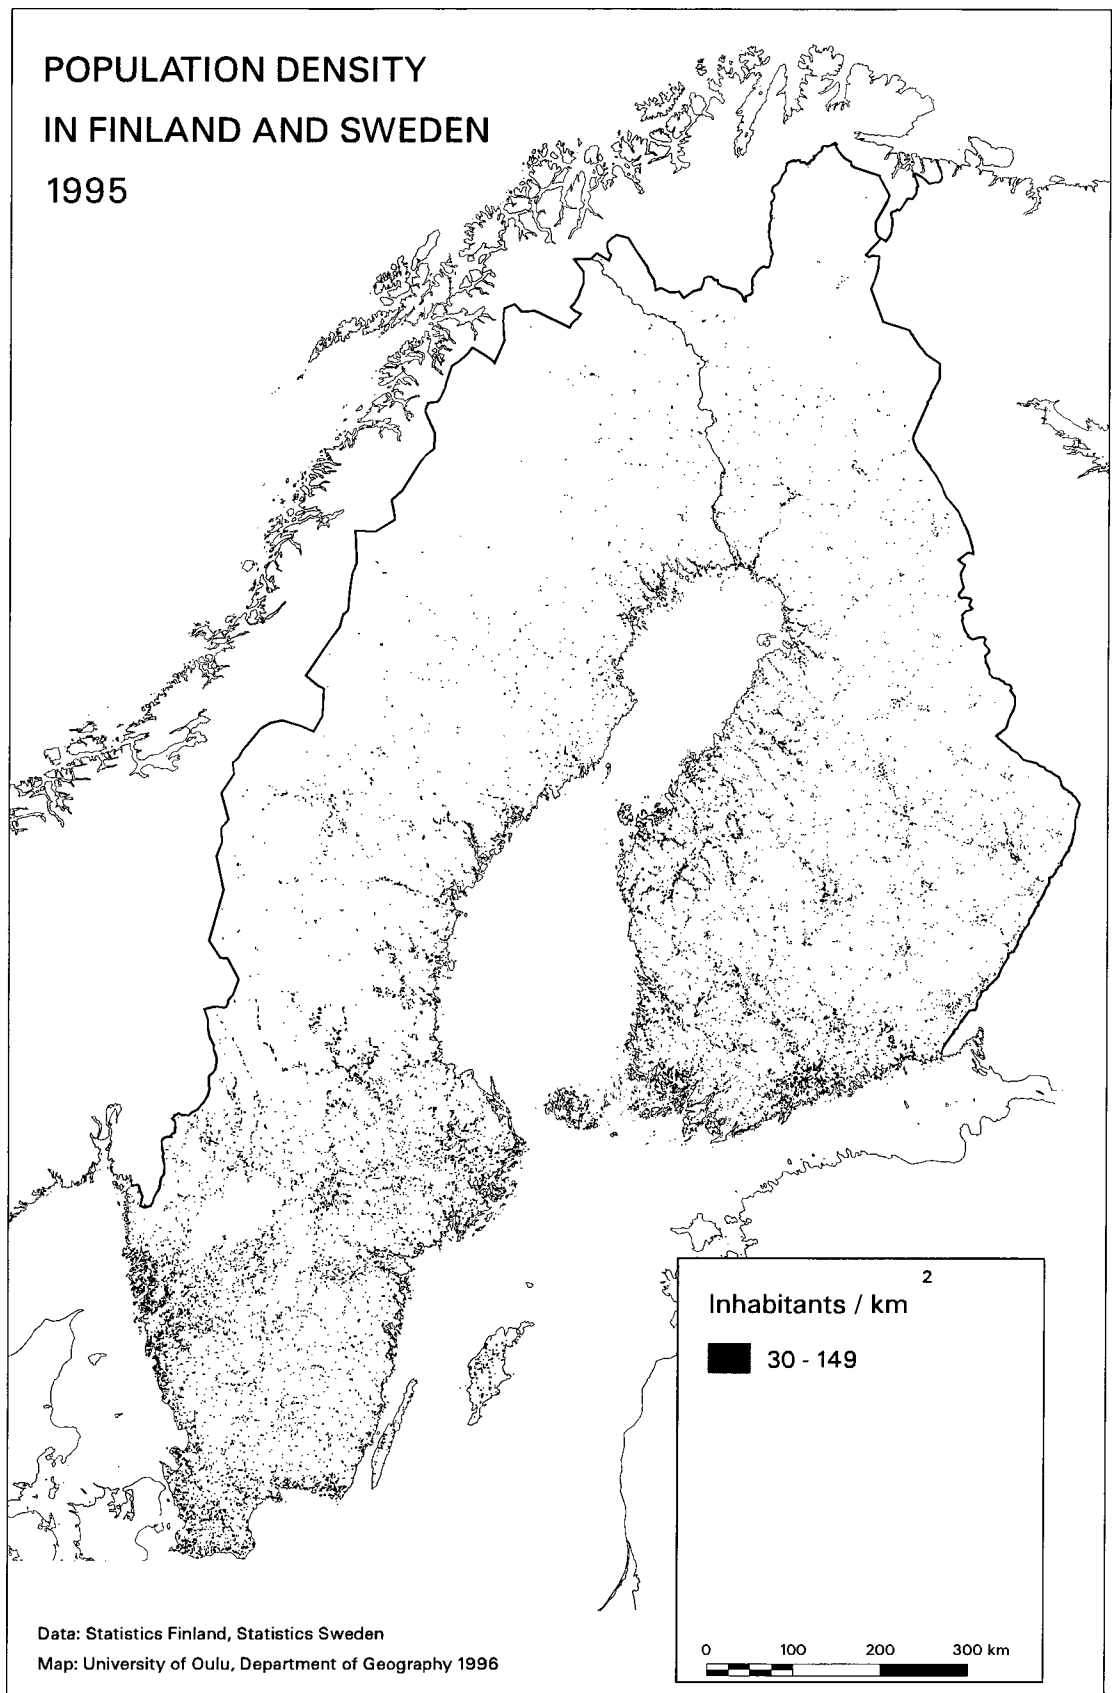 POPULATION DENSITY
IN FINLAND AND SWEDEN
1995
Inhabitants / km 2
30 - 149
0 100 200 300 km
Data: Statistics Finland, Statistics Sweden
Map: University of Oulu, Department of Geography 1996